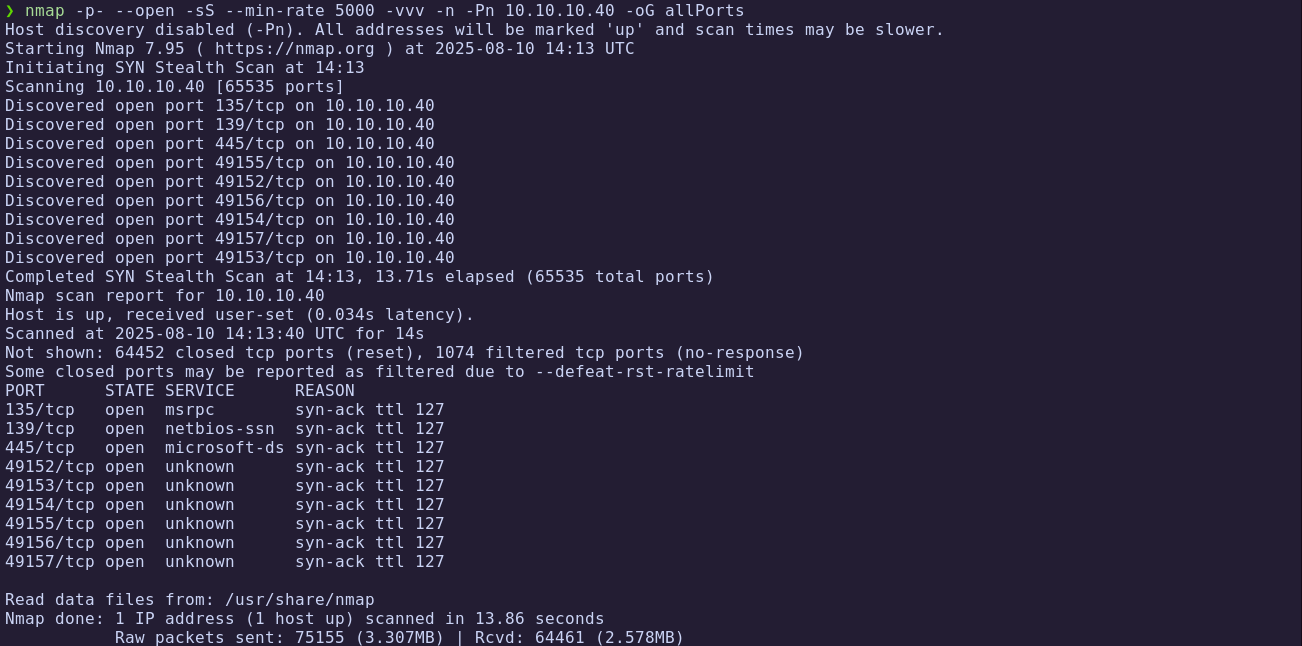 ❯ nmap -p- --open -sS --min-rate 5000 -vvv -n -Pn 10.10.10.40 -oG allPorts
Host discovery disabled (-Pn). All addresses will be marked 'up' and scan times may be slower.
Starting Nmap 7.95 ( https://nmap.org ) at 2025-08-10 14:13 UTC
Initiating SYN Stealth Scan at 14:13
Scanning 10.10.10.40 [65535 ports]
Discovered open port 135/tcp on 10.10.10.40
Discovered open port 139/tcp on 10.10.10.40
Discovered open port 445/tcp on 10.10.10.40
Discovered open port 49155/tcp on 10.10.10.40
Discovered open port 49152/tcp on 10.10.10.40
Discovered open port 49156/tcp on 10.10.10.40
Discovered open port 49154/tcp on 10.10.10.40
Discovered open port 49157/tcp on 10.10.10.40
Discovered open port 49153/tcp on 10.10.10.40
Completed SYN Stealth Scan at 14:13, 13.71s elapsed (65535 total ports)
Nmap scan report for 10.10.10.40
Host is up, received user-set (0.034s latency).
Scanned at 2025-08-10 14:13:40 UTC for 14s
Not shown: 64452 closed tcp ports (reset), 1074 filtered tcp ports (no-response)
Some closed ports may be reported as filtered due to --defeat-rst-ratelimit
PORT      STATE SERVICE      REASON
135/tcp   open  msrpc        syn-ack ttl 127
139/tcp   open  netbios-ssn  syn-ack ttl 127
445/tcp   open  microsoft-ds syn-ack ttl 127
49152/tcp open  unknown      syn-ack ttl 127
49153/tcp open  unknown      syn-ack ttl 127
49154/tcp open  unknown      syn-ack ttl 127
49155/tcp open  unknown      syn-ack ttl 127
49156/tcp open  unknown      syn-ack ttl 127
49157/tcp open  unknown      syn-ack ttl 127

Read data files from: /usr/share/nmap
Nmap done: 1 IP address (1 host up) scanned in 13.86 seconds
           Raw packets sent: 75155 (3.307MB) | Rcvd: 64461 (2.578MB)